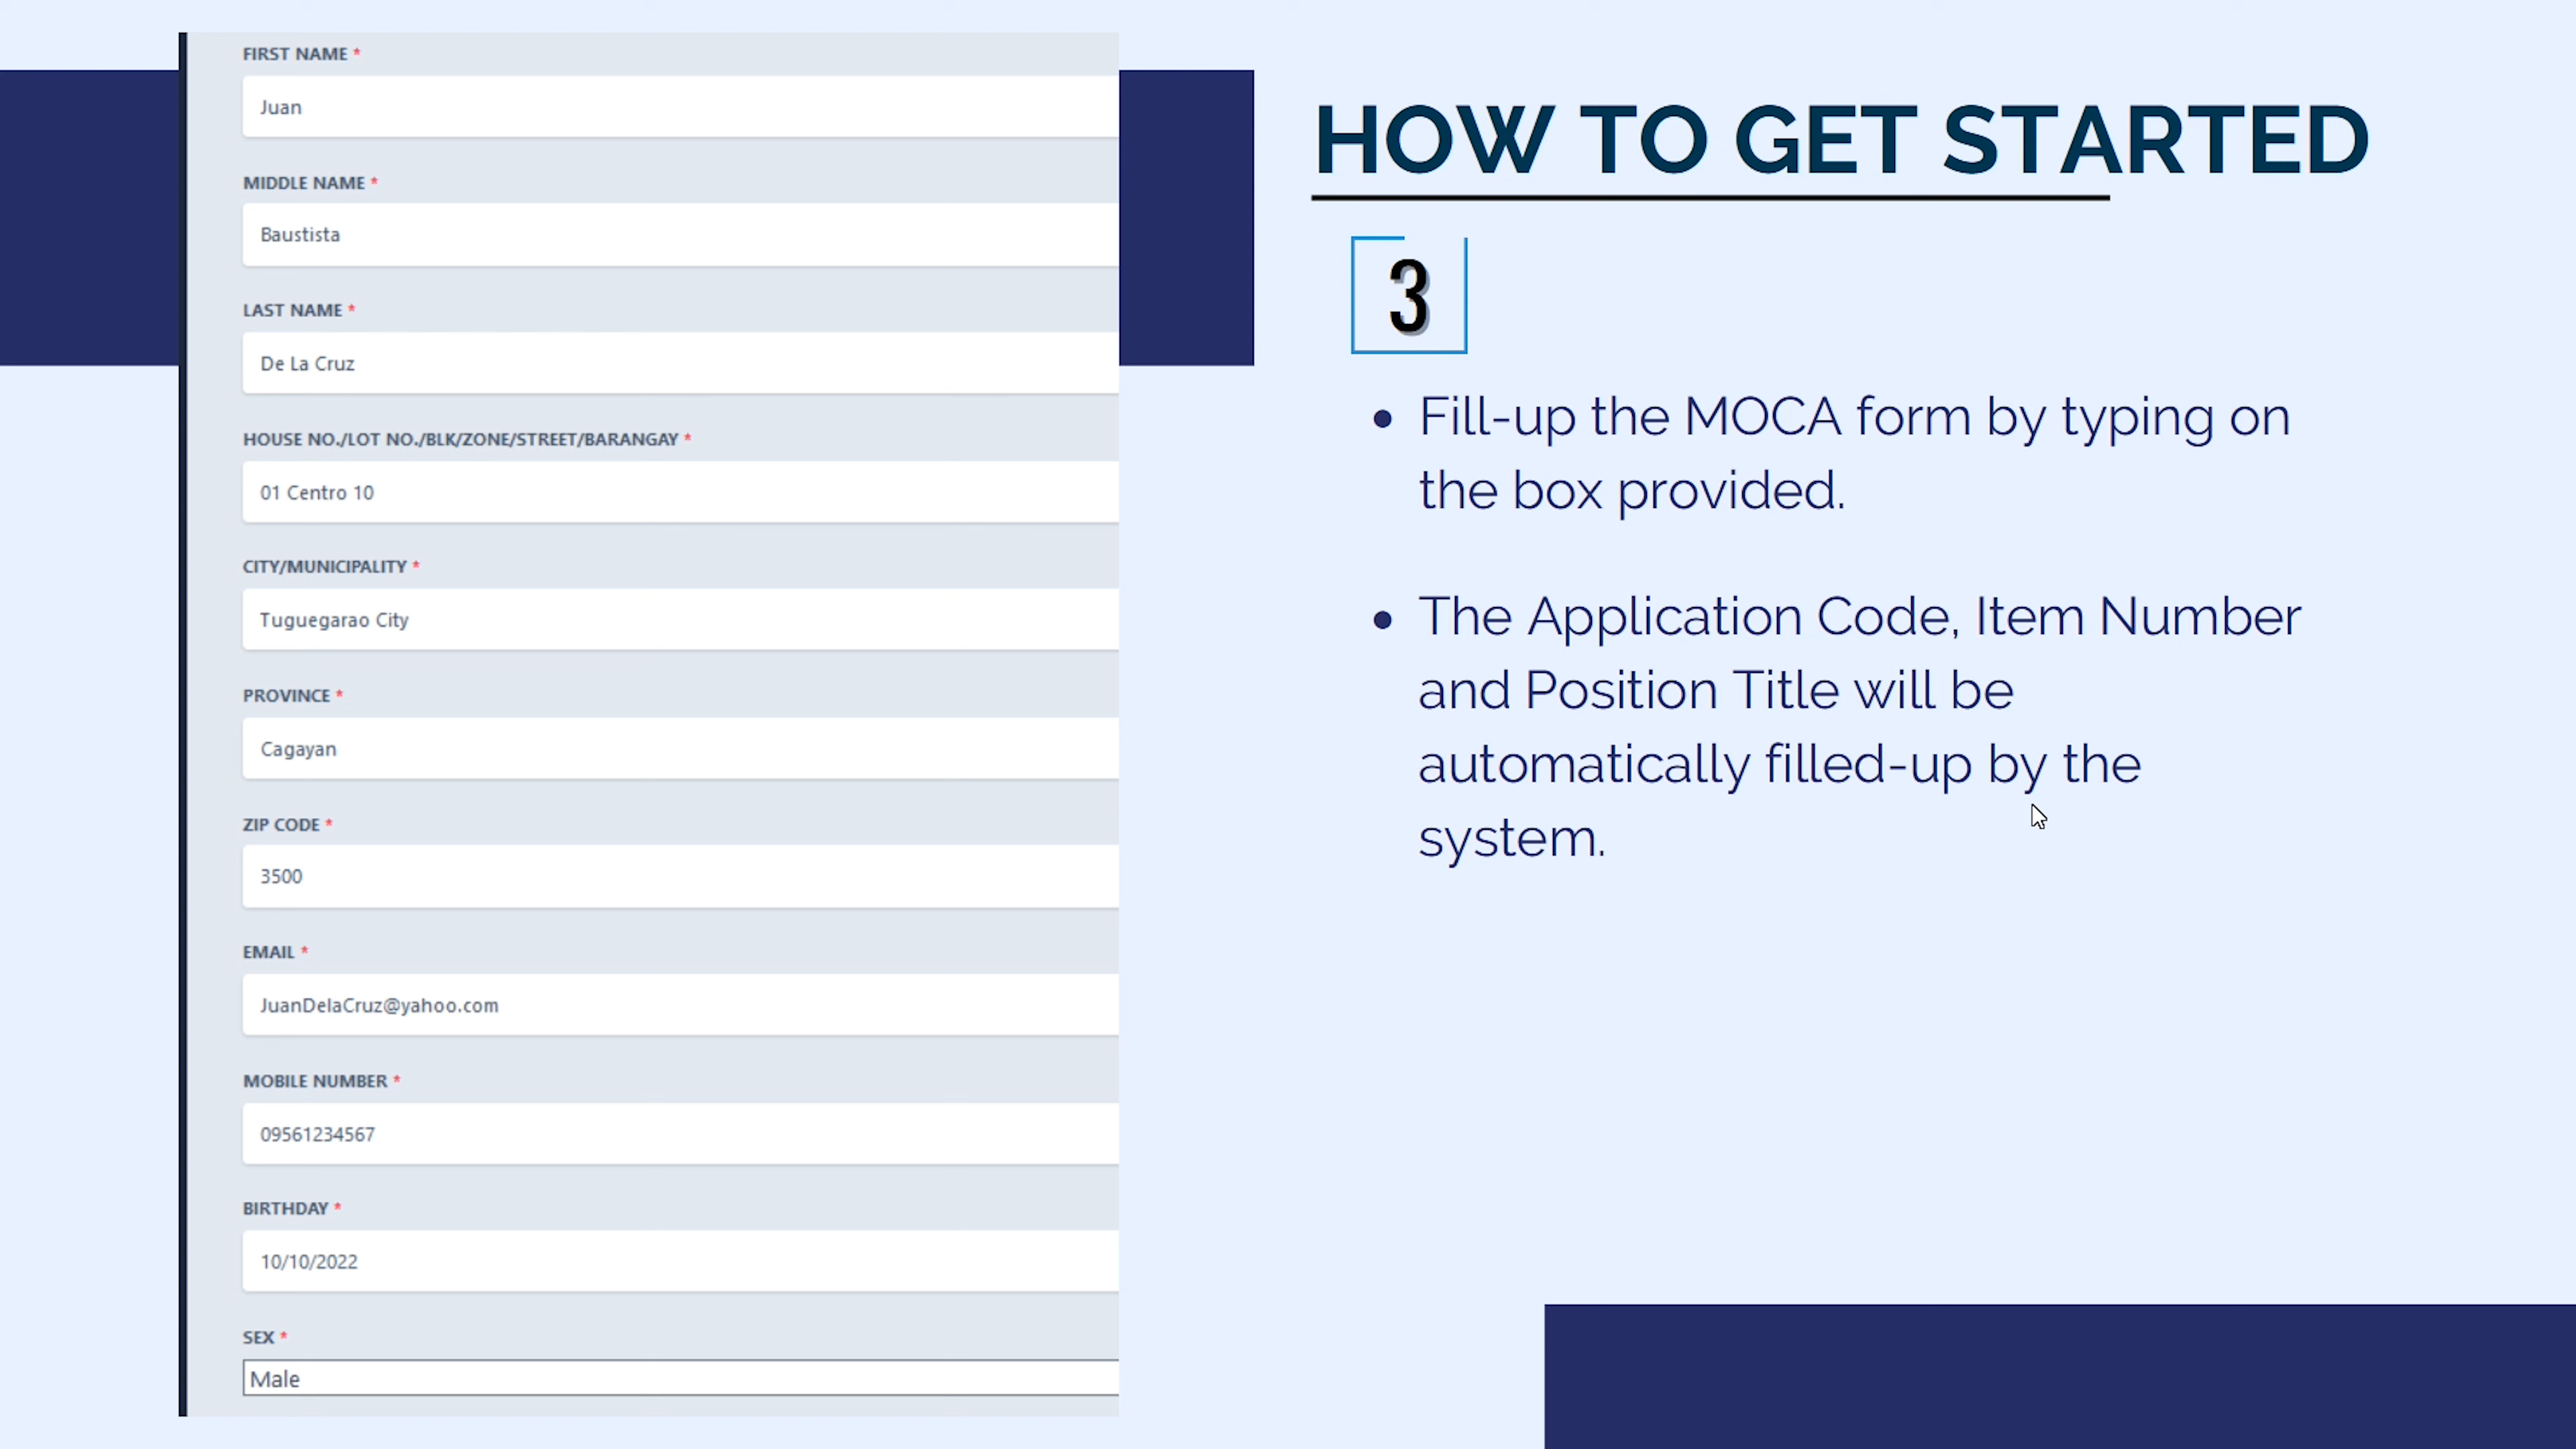 FIRST NAME *
Juan
MIDDLE NAME *
Baustista
LAST NAME *
De La Cruz
HOUSE NO./LOT NO./BLK/ZONE/STREET/BARANGAY *
01 Centro 10
CITY/MUNICIPALITY *
Tuguegarao City
PROVINCE *
Cagayan
ZIP CODE *
3500
EMAIL *
JuanDelaCruz@yahoo.com
MOBILE NUMBER *
09561234567
BIRTHDAY *
10/10/2022
SEX *
Male
HOW TO GET STARTED
3
• Fill-up the MOCA form by typing on
the box provided.
• The Application Code, Item Number
and Position Title will be
automatically filled-up by the
system.